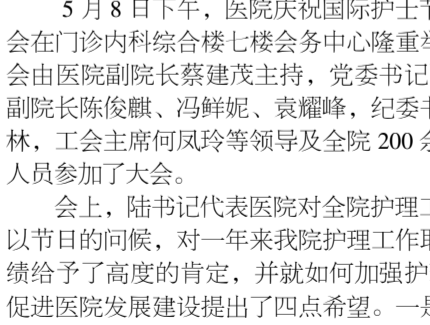 5 月 8 日下午，医院庆祝国际护士节
会在门诊内科综合楼七楼会务中心隆重举
会由医院副院长蔡建茂主持，党委书记
副院长陈俊麒、冯鲜妮、袁耀峰，纪委书
林，工会主席何凤玲等领导及全院 200 余
人员参加了大会。
会上，陆书记代表医院对全院护理工
以节日的问候，对一年来我院护理工作取
绩给予了高度的肯定，并就如何加强护
促进医院发展建设提出了四点希望。一是